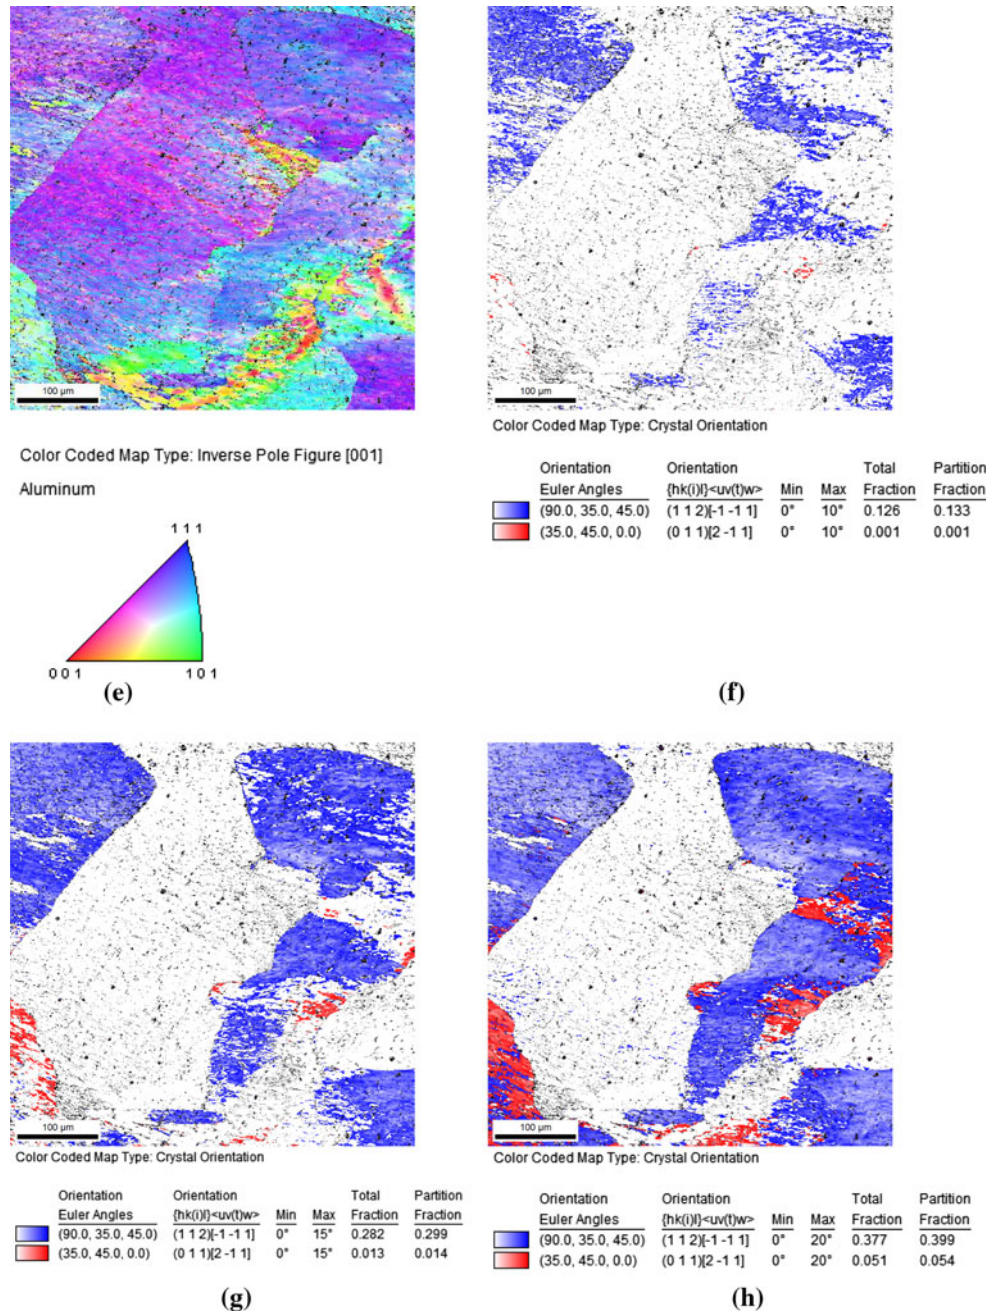 100 µm
100 µm
Color Coded Map Type: Inverse Pole Figure [001]
Aluminum
1 1 1
0 0 1
1 0 1
(e)
Color Coded Map Type: Crystal Orientation
Orientation Orientation Total Partition
Euler Angles {hk(i)l}<uv(t)w> Min Max Fraction Fraction
(90.0, 35.0, 45.0) (1 1 2)[-1 -1 1] 0° 10° 0.126 0.133
(35.0, 45.0, 0.0) (0 1 1)[2 -1 1] 0° 10° 0.001 0.001
(f)
100 µm
Color Coded Map Type: Crystal Orientation
Orientation Orientation Total Partition
Euler Angles {hk(i)l}<uv(t)w> Min Max Fraction Fraction
(90.0, 35.0, 45.0) (1 1 2)[-1 -1 1] 0° 15° 0.282 0.299
(35.0, 45.0, 0.0) (0 1 1)[2 -1 1] 0° 15° 0.013 0.014
(g)
100 µm
Color Coded Map Type: Crystal Orientation
Orientation Orientation Total Partition
Euler Angles {hk(i)l}<uv(t)w> Min Max Fraction Fraction
(90.0, 35.0, 45.0) (1 1 2)[-1 -1 1] 0° 20° 0.377 0.399
(35.0, 45.0, 0.0) (0 1 1)[2 -1 1] 0° 20° 0.051 0.054
(h)